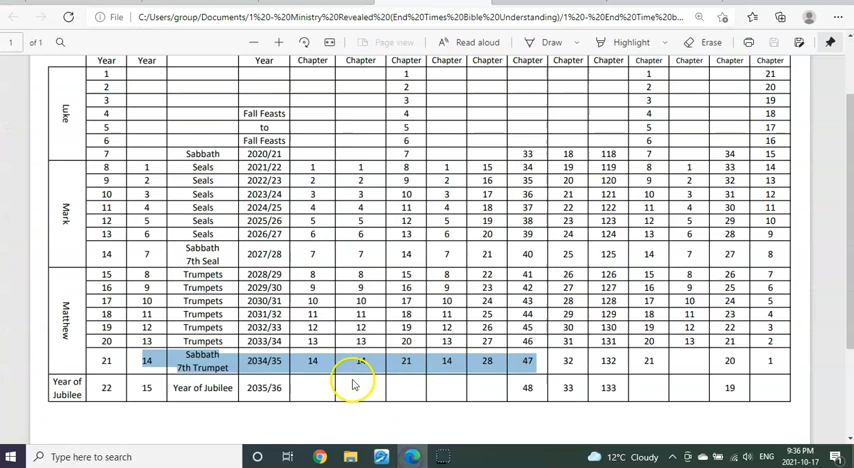 File
C:/Users/group/Documents/1%20-%20Ministry%20Revealed%20(End%20Times%20Bible%20Understanding)/1%20-%20End%20Time%20b...
1 of 1 Page view Read aloud Draw Highlight Erase
Year Year Year Chapter Chapter Chapter Chapter Chapter Chapter Chapter Chapter Chapter Chapter Chapter Chapter
Luke
1 1 1 21
2 2 2 20
3 3 3 19
4 Fall Feasts 4 4 18
5 to 5 5 17
6 Fall Feasts 6 6 16
7 Sabbath 2020/21 7 33 18 118 7 34 15
Mark
8 1 Seals 2021/22 1 1 8 1 15 34 19 119 8 1 33 14
9 2 Seals 2022/23 2 2 9 2 16 35 20 120 9 2 32 13
10 3 Seals 2023/24 3 3 10 3 17 36 21 121 10 3 31 12
11 4 Seals 2024/25 4 4 11 4 18 37 22 122 11 4 30 11
12 5 Seals 2025/26 5 5 12 5 19 38 23 123 12 5 29 10
13 6 Seals 2026/27 6 6 13 6 20 39 24 124 13 6 28 9
14 7 Sabbath 2027/28 7 7 14 7 21 40 25 125 14 7 27 8
7th Seal
Matthew
15 8 Trumpets 2028/29 8 8 15 8 22 41 26 126 15 8 26 7
16 9 Trumpets 2029/30 9 9 16 9 23 42 27 127 16 9 25 6
17 10 Trumpets 2030/31 10 10 17 10 24 43 28 128 17 10 24 5
18 11 Trumpets 2031/32 11 11 18 11 25 44 29 129 18 11 23 4
19 12 Trumpets 2032/33 12 12 19 12 26 45 30 130 19 12 22 3
20 13 Trumpets 2033/34 13 13 20 13 27 46 31 131 20 13 21 2
21 14 Sabbath 2034/35 14 14 21 14 28 47 32 132 21 20 1
7th Trumpet
Year of
Jubilee
22 15 Year of Jubilee 2035/36 48 33 133 19
Type here to search
12°C Cloudy ENG
9:36 PM
2021-10-17